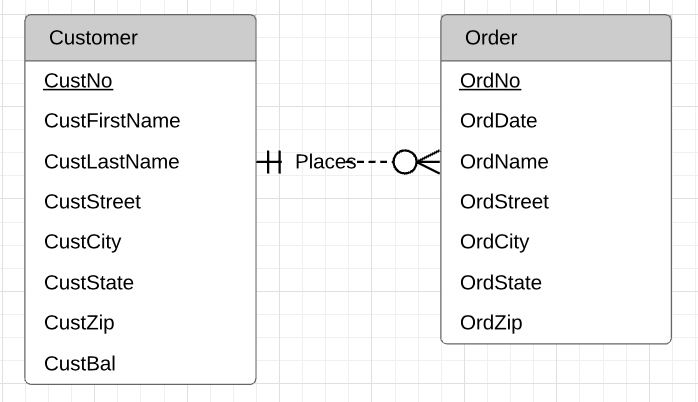 Customer
CustNo
CustFirstName
CustLastName
CustStreet
CustCity
CustState
CustZip
CustBal
Places
Order
OrdNo
OrdDate
OrdName
OrdStreet
OrdCity
OrdState
OrdZip